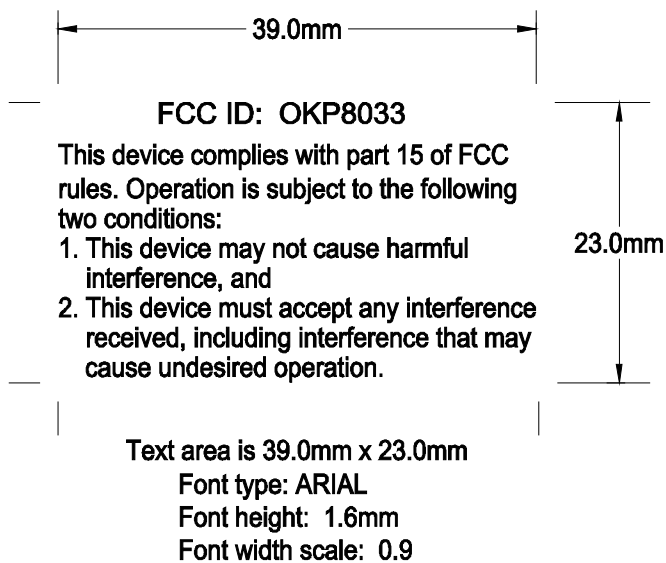 39.0mm
FCC ID: OKP8033
This device complies with part 15 of FCC
rules. Operation is subject to the following
two conditions:
1. This device may not cause harmful
interference, and
2. This device must accept any interference
received, including interference that may
cause undesired operation.
23.0mm
Text area is 39.0mm x 23.0mm
Font type: ARIAL
Font height: 1.6mm
Font width scale: 0.9